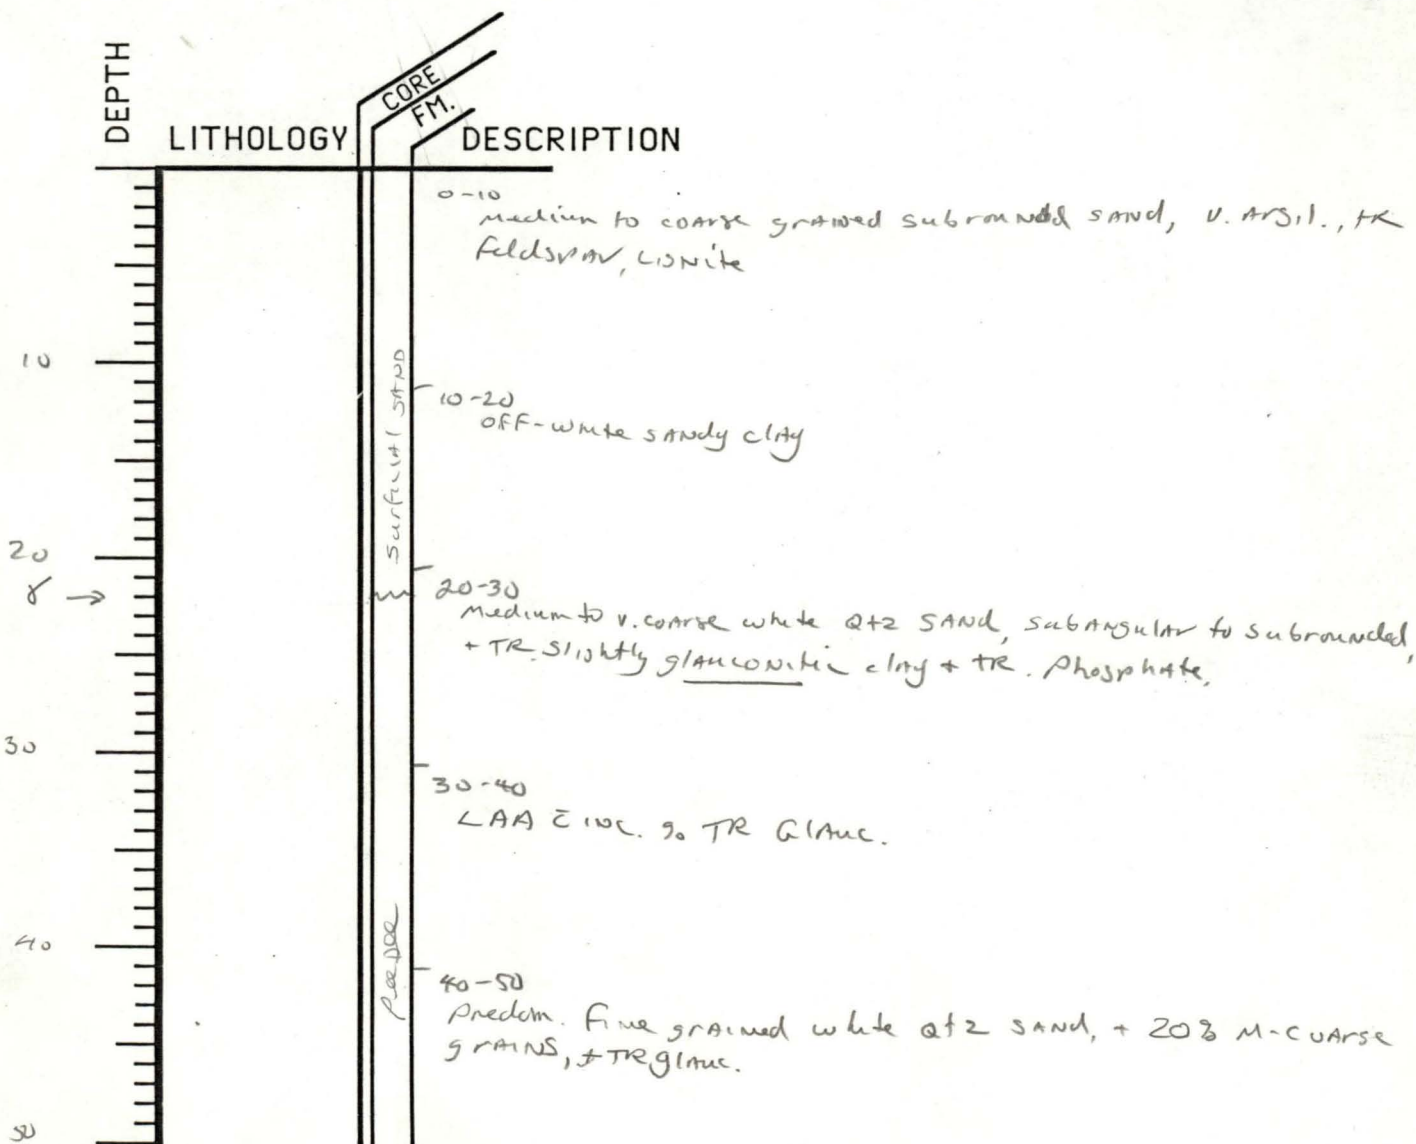 DEPTH
LITHOLOGY
CORE
FM.
DESCRIPTION
0-10
Medium to coarse grained subrounded sand, v. Argil., tr
feldspar, lignite
10
surficial sand
10-20
off-white sandy clay
20
γ →
20-30
Medium to v. coarse white Qtz sand, subangular to subrounded,
+ TR. slightly glauconitic clay + TR. phosphate.
30
30-40
LAA c̄ inc. % TR Glauc.
40
Peedee
40-50
Predom. fine grained white Qtz sand, + 20% M-coarse
grains, + TR glauc.
50